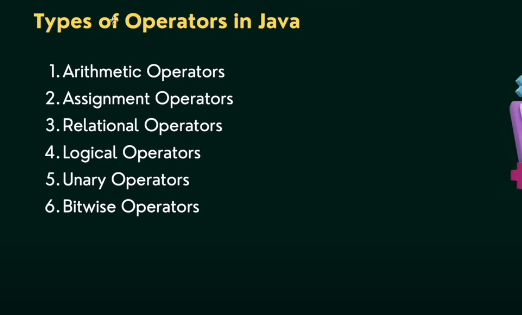 Types of Operators in Java
1. Arithmetic Operators
2. Assignment Operators
3. Relational Operators
4. Logical Operators
5. Unary Operators
6. Bitwise Operators